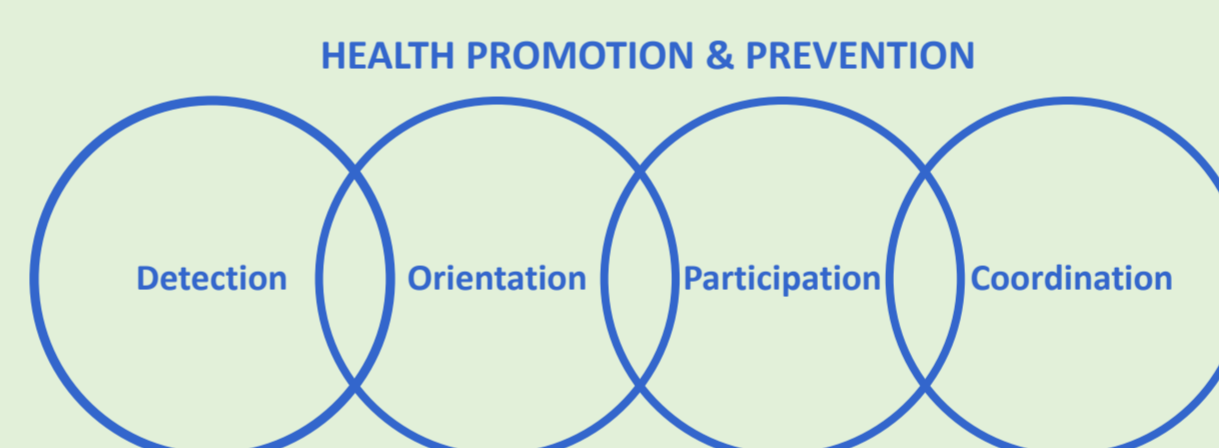 HEALTH PROMOTION & PREVENTION
Detection Orientation Participation Coordination